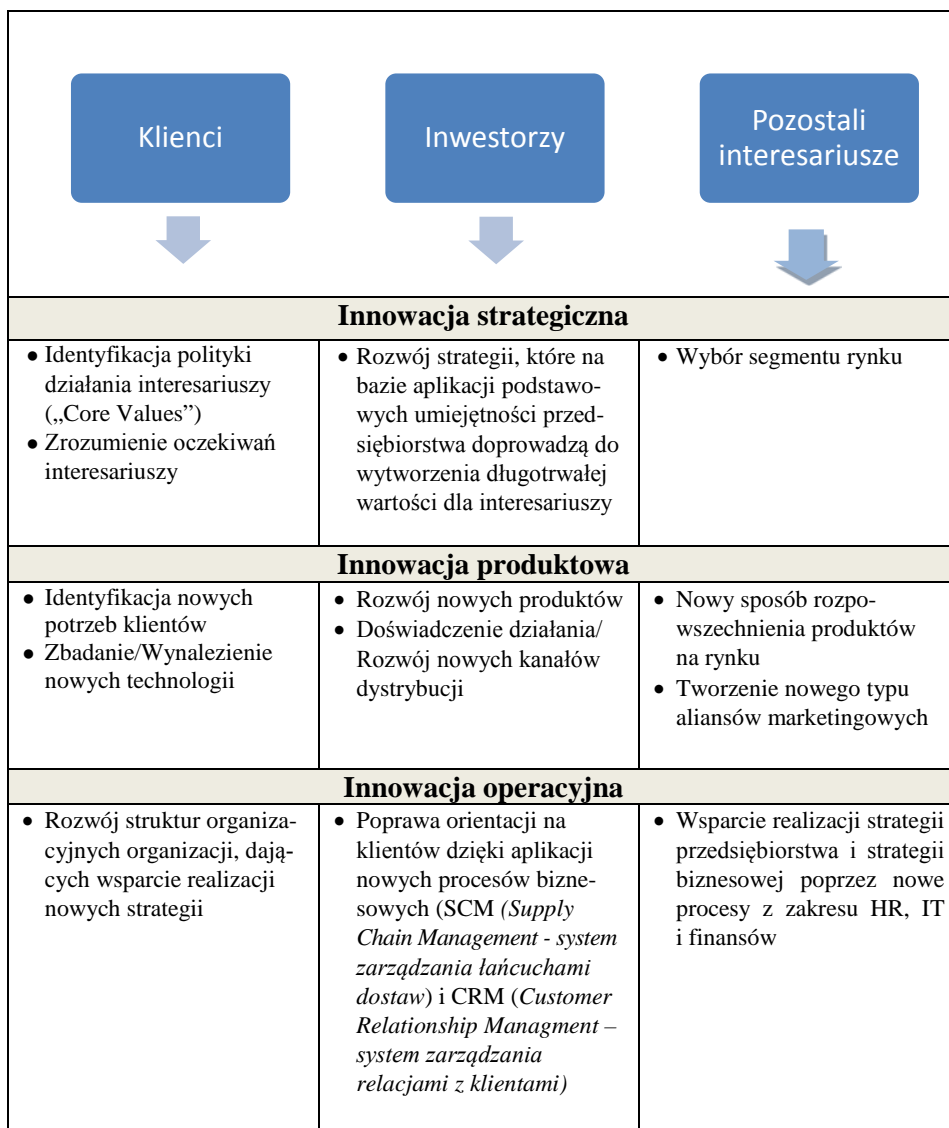 Klienci
Inwestorzy
Pozostali
interesariusze
Innowacja strategiczna
• Identyfikacja polityki
działania interesariuszy
(„Core Values”)
• Zrozumienie oczekiwań
interesariuszy
• Rozwój strategii, które na
bazie aplikacji podstawo-
wych umiejętności przed-
siębiorstwa doprowadzą do
wytworzenia długotrwałej
wartości dla interesariuszy
• Wybór segmentu rynku
Innowacja produktowa
• Identyfikacja nowych
potrzeb klientów
• Zbadanie/Wynalezienie
nowych technologii
• Rozwój nowych produktów
• Doświadczenie działania/
Rozwój nowych kanałów
dystrybucji
• Nowy sposób rozpo-
wszechnienia produktów
na rynku
• Tworzenie nowego typu
aliansów marketingowych
Innowacja operacyjna
• Rozwój struktur organiza-
cyjnych organizacji, dają-
cych wsparcie realizacji
nowych strategii
• Poprawa orientacji na
klientów dzięki aplikacji
nowych procesów bizne-
sowych (SCM (Supply
Chain Management - system
zarządzania łańcuchami
dostaw) i CRM (Customer
Relationship Managment –
system zarządzania
relacjami z klientami)
• Wsparcie realizacji strategii
przedsiębiorstwa i strategii
biznesowej poprzez nowe
procesy z zakresu HR, IT
i finansów